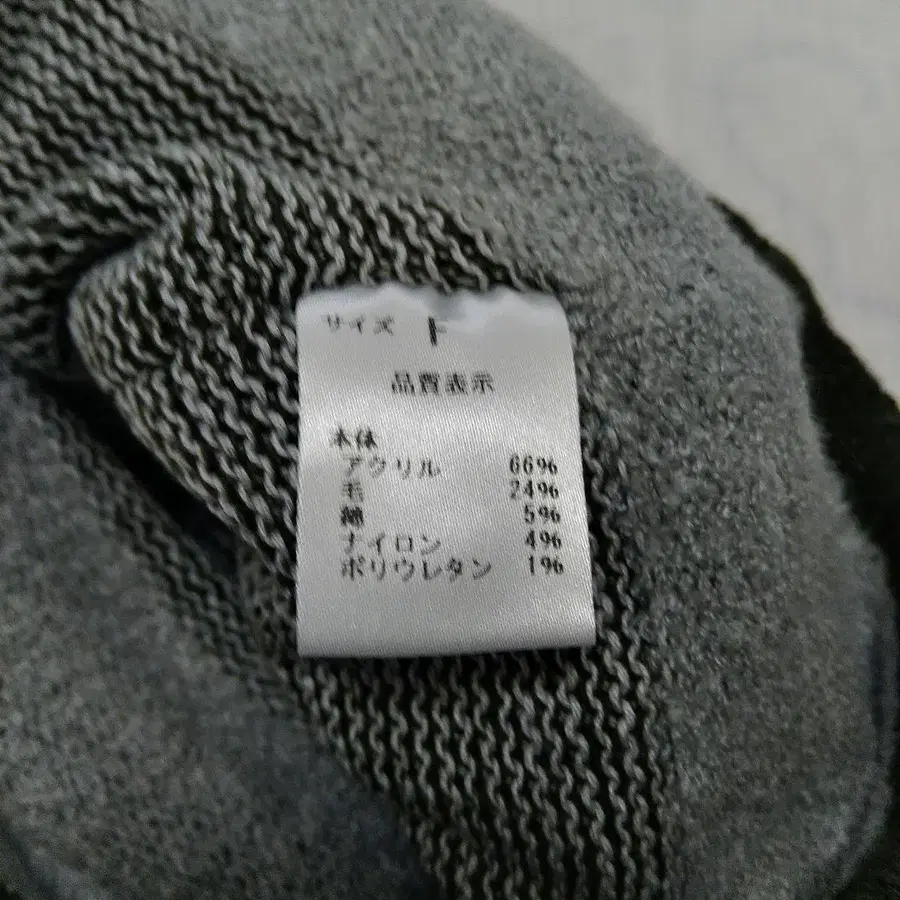 サイズ F
品質表示
本体
アクリル 66%
毛 24%
綿 5%
ナイロン 4%
ポリウレタン 1%